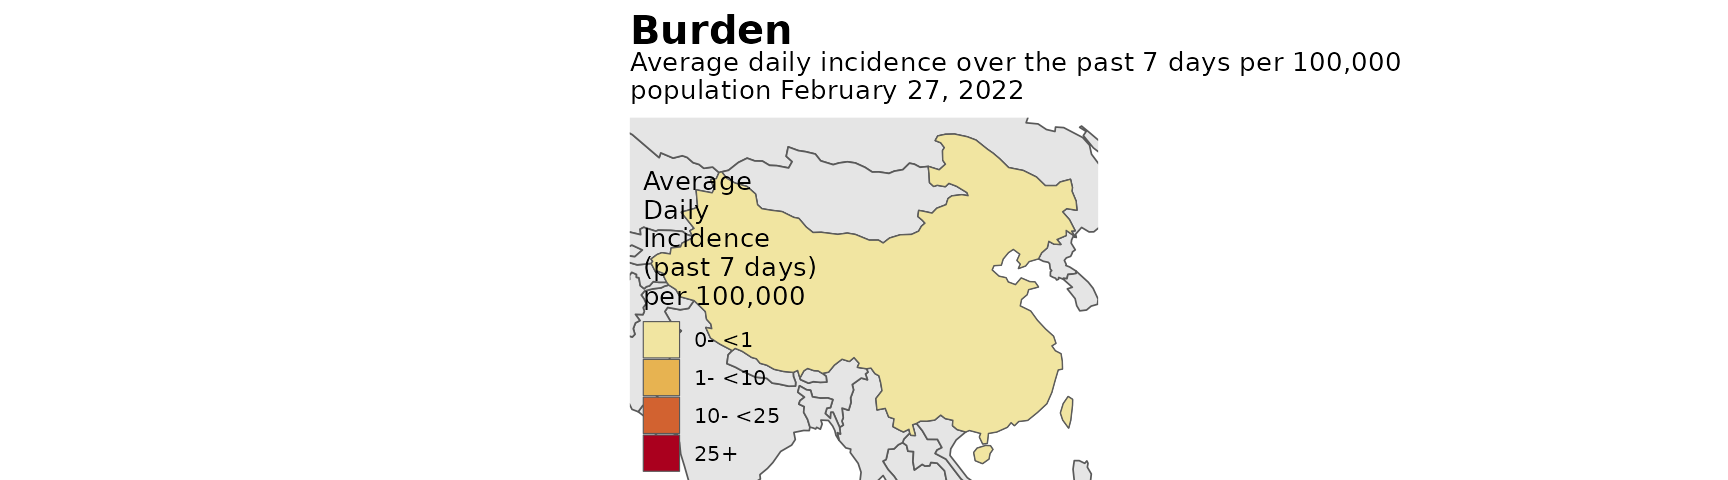 Burden
Average daily incidence over the past 7 days per 100,000
population February 27, 2022
Average
Daily
Incidence
(past 7 days)
per 100,000
0- <1
1- <10
10- <25
25+